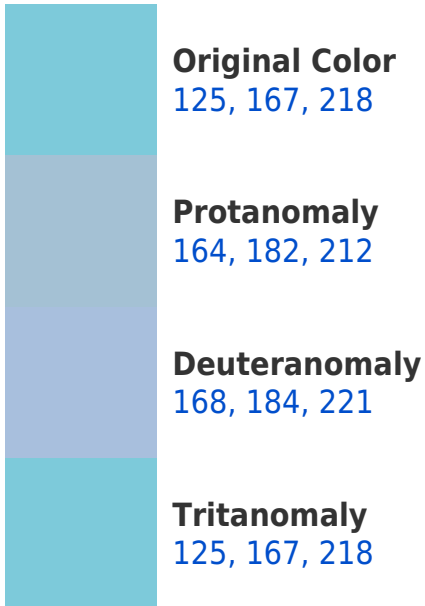 Original Color
125, 167, 218
Protanomaly
164, 182, 212
Deuteranomaly
168, 184, 221
Tritanomaly
125, 167, 218